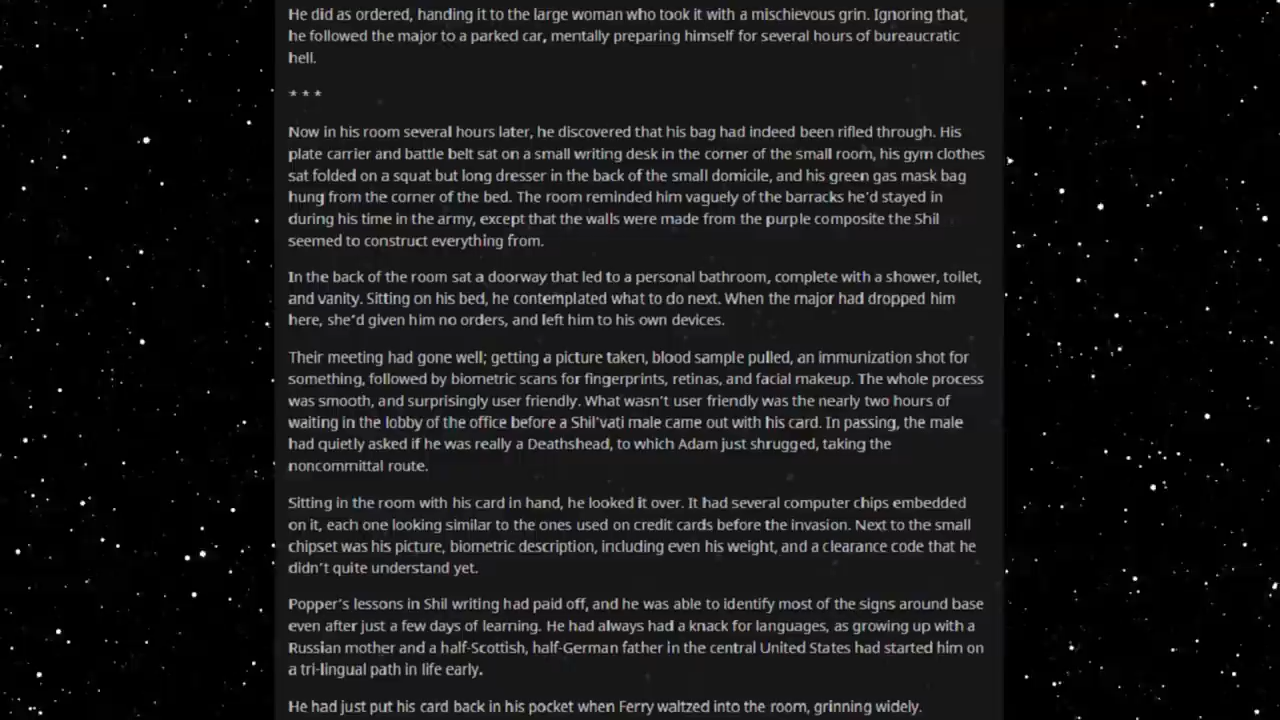 He did as ordered, handing it to the large woman who took it with a mischievous grin. Ignoring that,
he followed the major to a parked car, mentally preparing himself for several hours of bureaucratic
hell.
* * *
Now in his room several hours later, he discovered that his bag had indeed been rifled through. His
plate carrier and battle belt sat on a small writing desk in the corner of the small room, his gym clothes
sat folded on a squat but long dresser in the back of the small domicile, and his green gas mask bag
hung from the corner of the bed. The room reminded him vaguely of the barracks he'd stayed in
during his time in the army, except that the walls were made from the purple composite the Shil
seemed to construct everything from.
In the back of the room sat a doorway that led to a personal bathroom, complete with a shower, toilet,
and vanity. Sitting on his bed, he contemplated what to do next. When the major had dropped him
here, she'd given him no orders, and left him to his own devices.
Their meeting had gone well; getting a picture taken, blood sample pulled, an immunization shot for
something, followed by biometric scans for fingerprints, retinas, and facial makeup. The whole process
was smooth, and surprisingly user friendly. What wasn't user friendly was the nearly two hours of
waiting in the lobby of the office before a Shil'vati male came out with his card. In passing, the male
had quietly asked if he was really a Deathshead, to which Adam just shrugged, taking the
noncommittal route.
Sitting in the room with his card in hand, he looked it over. It had several computer chips embedded
on it, each one looking similar to the ones used on credit cards before the invasion. Next to the small
chipset was his picture, biometric description, including even his weight, and a clearance code that he
didn't quite understand yet.
Popper's lessons in Shil writing had paid off, and he was able to identify most of the signs around base
even after just a few days of learning. He had always had a knack for languages, as growing up with a
Russian mother and a half-Scottish, half-German father in the central United States had started him on
a tri-lingual path in life early.
He had just put his card back in his pocket when Ferry waltzed into the room, grinning widely.